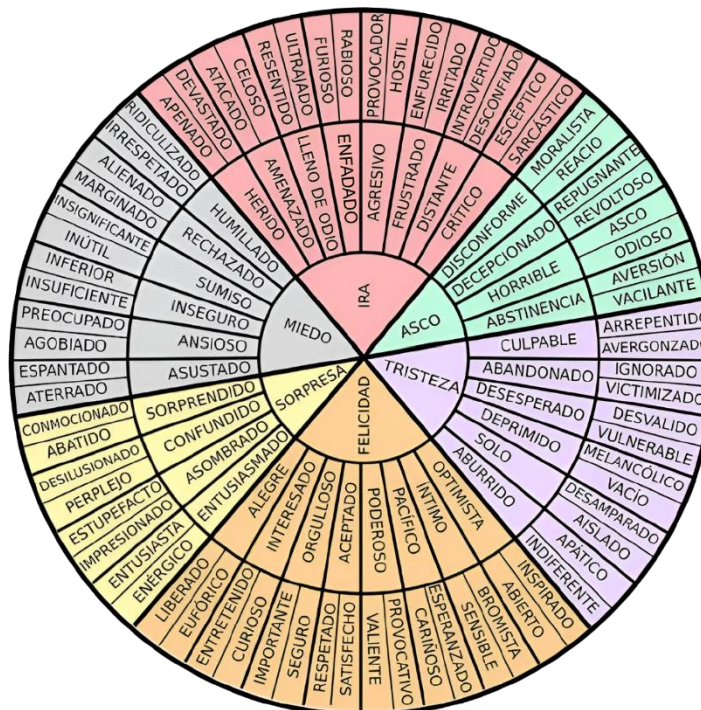 IRA
HERIDO
APENADO
DEVASTADO
AMENAZADO
ATACADO
CELOSO
LLENO DE ODIO
RESENTIDO
ULTRAJADO
ENFADADO
FURIOSO
RABIOSO
AGRESIVO
PROVOCADOR
HOSTIL
FRUSTRADO
ENFURECIDO
IRRITADO
DISTANTE
INTROVERTIDO
DESCONFIADO
CRÍTICO
ESCÉPTICO
SARCÁSTICO
ASCO
DISCONFORME
MORALISTA
REACIO
DECEPCIONADO
REPUGNANTE
REVOLTOSO
HORRIBLE
ASCO
ODIOSO
ABSTINENCIA
AVERSIÓN
VACILANTE
TRISTEZA
CULPABLE
ARREPENTIDO
AVERGONZADO
ABANDONADO
IGNORADO
VICTIMIZADO
DESESPERADO
DESVALIDO
VULNERABLE
DEPRIMIDO
MELANCÓLICO
VACÍO
SOLO
DESAMPARADO
AISLADO
ABURRIDO
APÁTICO
INDIFERENTE
FELICIDAD
OPTIMISTA
INSPIRADO
ABIERTO
INTIMO
BROMISTA
SENSIBLE
PACÍFICO
ESPERANZADO
CARIÑOSO
PODEROSO
PROVOCATIVO
VALIENTE
ACEPTADO
SATISFECHO
RESPETADO
ORGULLOSO
SEGURO
IMPORTANTE
INTERESADO
CURIOSO
ENTRETENIDO
ALEGRE
EUFÓRICO
LIBERADO
SORPRESA
ENTUSIASMADO
ENÉRGICO
ENTUSIASTA
ASOMBRADO
IMPRESIONADO
ESTUPEFACTO
CONFUNDIDO
PERPLEJO
DESILUSIONADO
SORPRENDIDO
ABATIDO
CONMOCIONADO
MIEDO
ASUSTADO
ATERRADO
ESPANTADO
ANSIOSO
AGOBIADO
PREOCUPADO
INSEGURO
INSUFICIENTE
INFERIOR
SUMISO
INÚTIL
INSIGNIFICANTE
RECHAZADO
MARGINADO
ALIENADO
HUMILLADO
IRRESPETADO
RIDICULIZADO